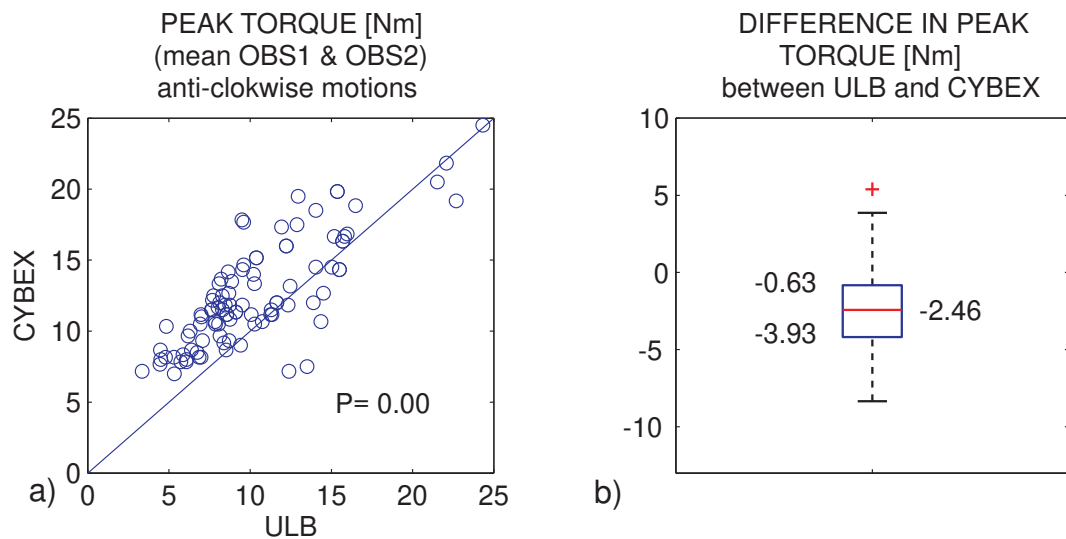 PEAK TORQUE [Nm]
(mean OBS1 & OBS2)
anti-clokwise motions
25
20
15
10
5
0
CYBEX
P= 0.00
0 5 10 15 20 25
ULB
a)
DIFFERENCE IN PEAK
TORQUE [Nm]
between ULB and CYBEX
10
5
0
-5
-10
-0.63
-3.93
-2.46
b)